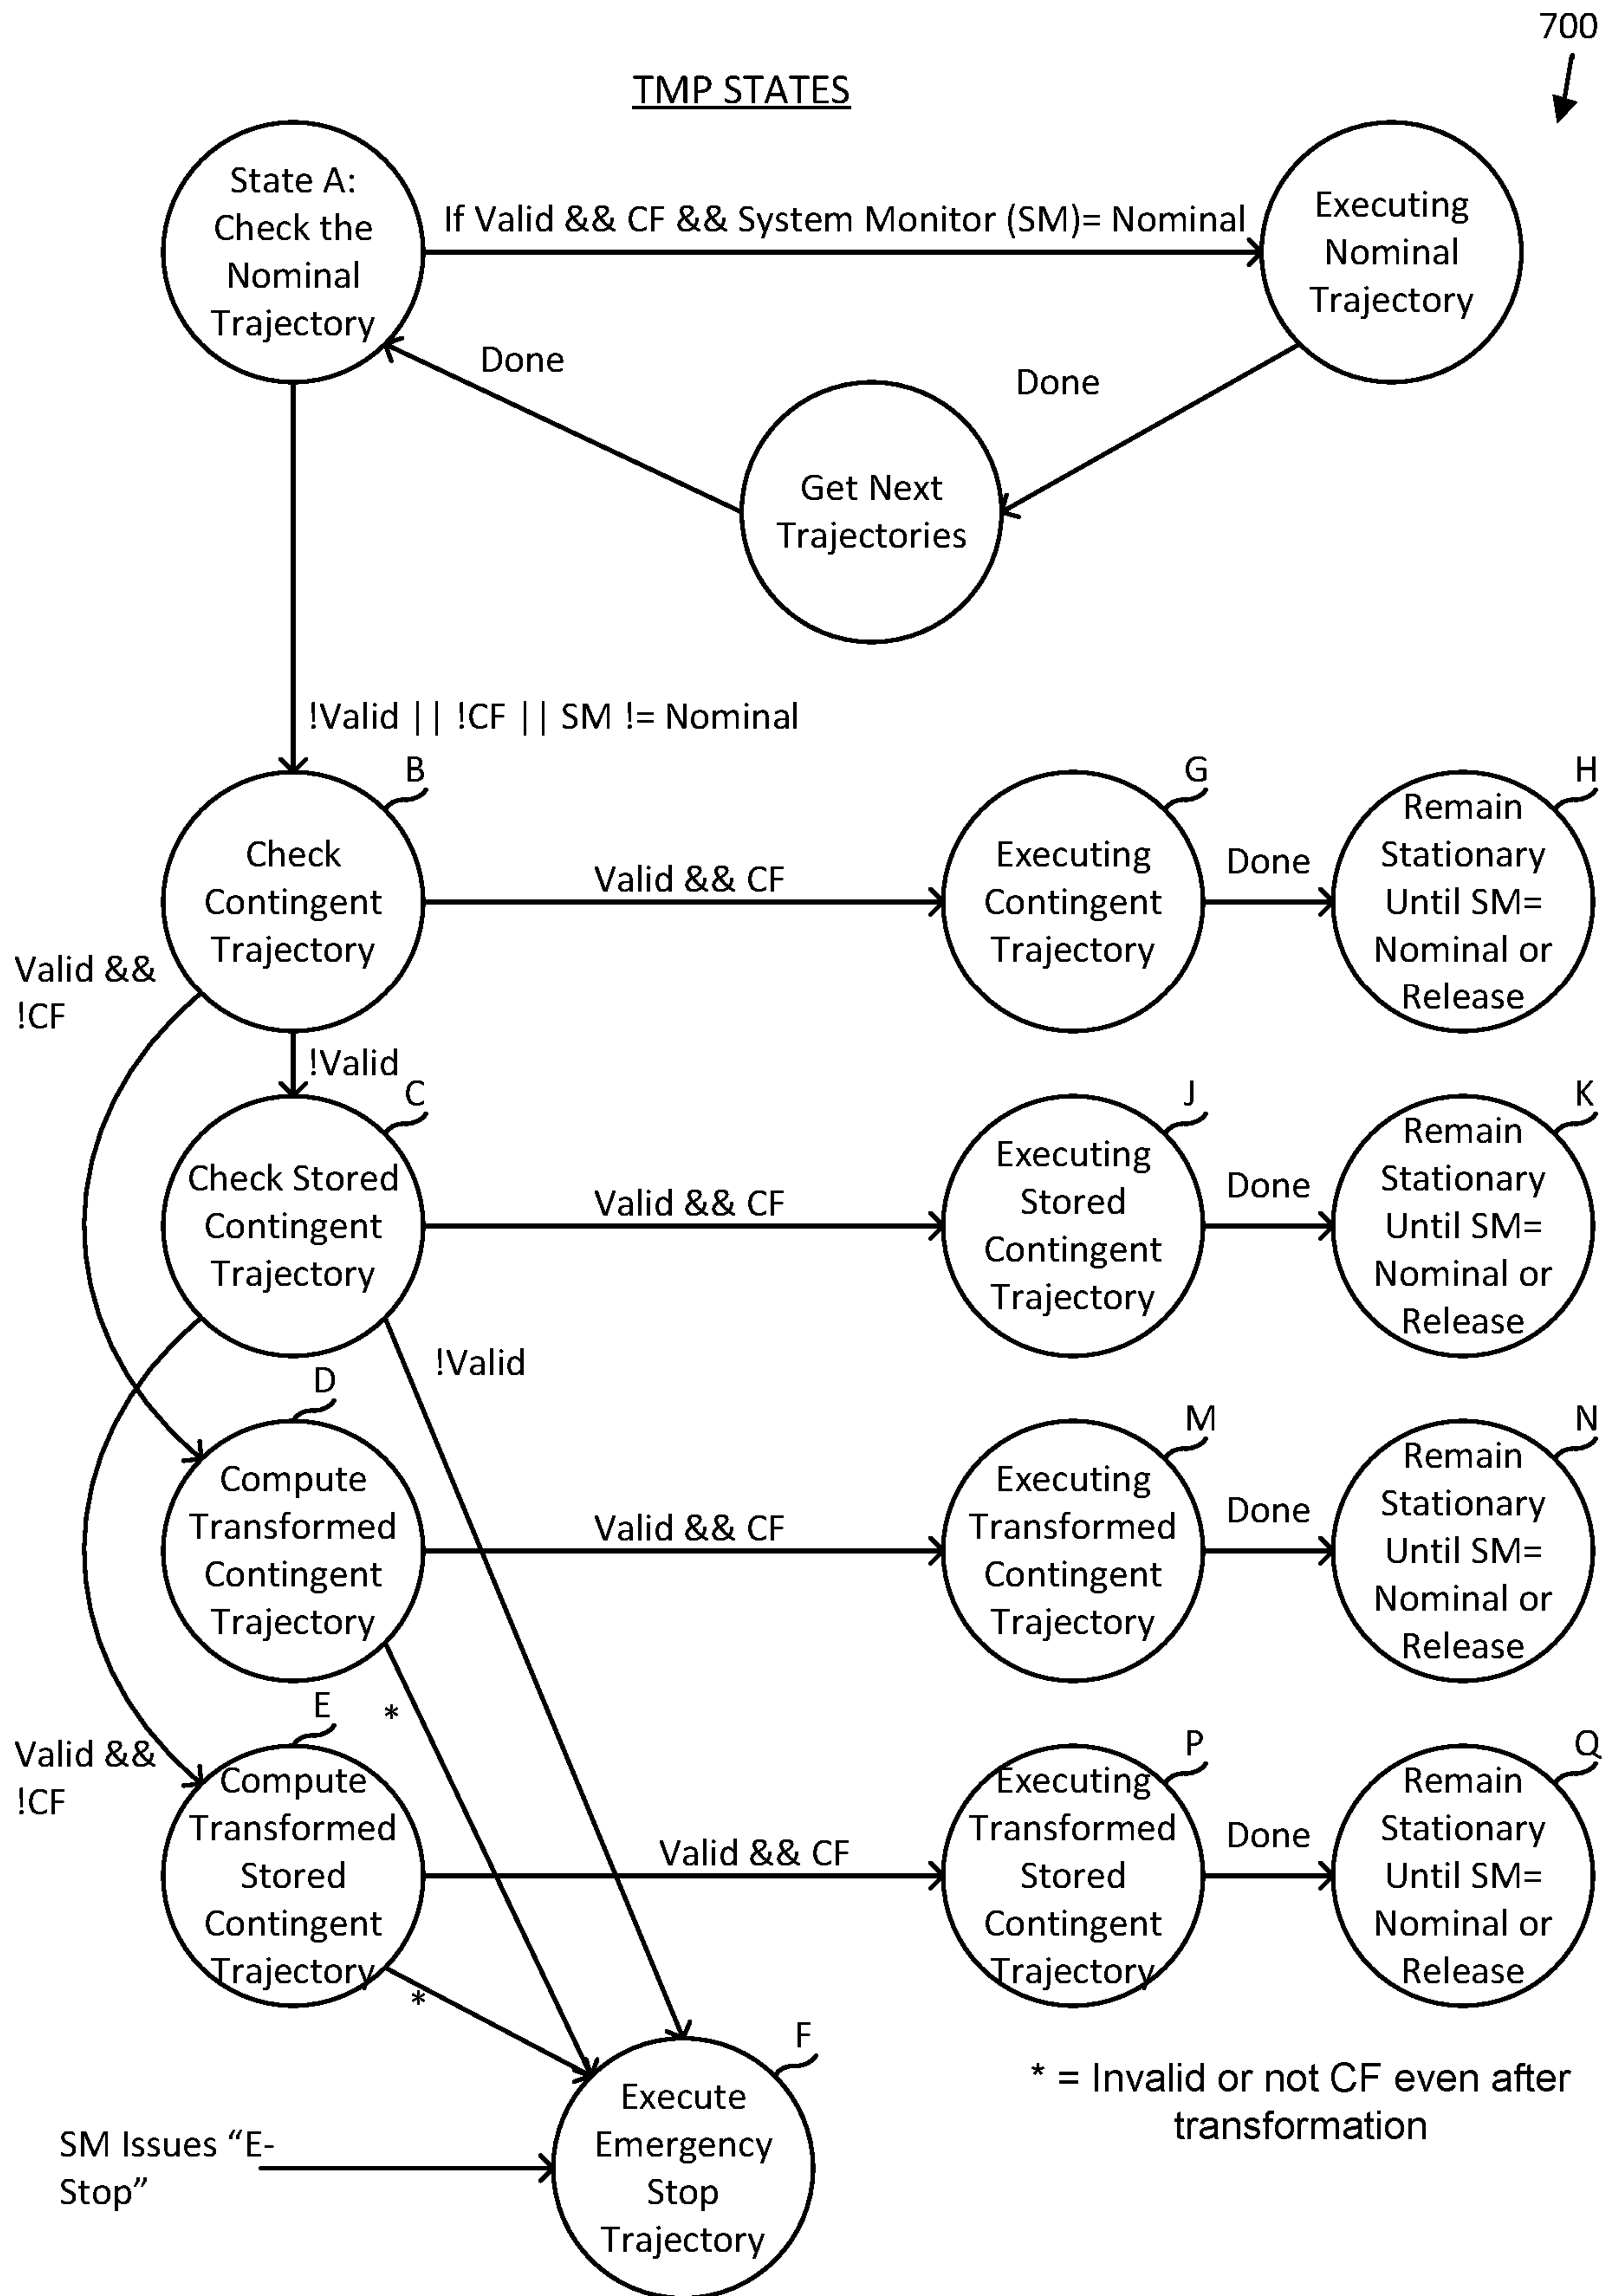 700
TMP STATES
State A:
Check the
Nominal
Trajectory
If Valid && CF && System Monitor (SM)= Nominal
Executing
Nominal
Trajectory
Done
Done
Get Next
Trajectories
!Valid || !CF || SM != Nominal
B
Check
Contingent
Trajectory
Valid && CF
G
Executing
Contingent
Trajectory
Done
H
Remain
Stationary
Until SM=
Nominal or
Release
Valid &&
!CF
!Valid
C
Check Stored
Contingent
Trajectory
Valid && CF
J
Executing
Stored
Contingent
Trajectory
Done
K
Remain
Stationary
Until SM=
Nominal or
Release
!Valid
D
Compute
Transformed
Contingent
Trajectory
Valid && CF
M
Executing
Transformed
Contingent
Trajectory
Done
N
Remain
Stationary
Until SM=
Nominal or
Release
*
Valid &&
!CF
E
Compute
Transformed
Stored
Contingent
Trajectory
Valid && CF
P
Executing
Transformed
Stored
Contingent
Trajectory
Done
Q
Remain
Stationary
Until SM=
Nominal or
Release
*
F
Execute
Emergency
Stop
Trajectory
SM Issues “E-
Stop”
* = Invalid or not CF even after
transformation